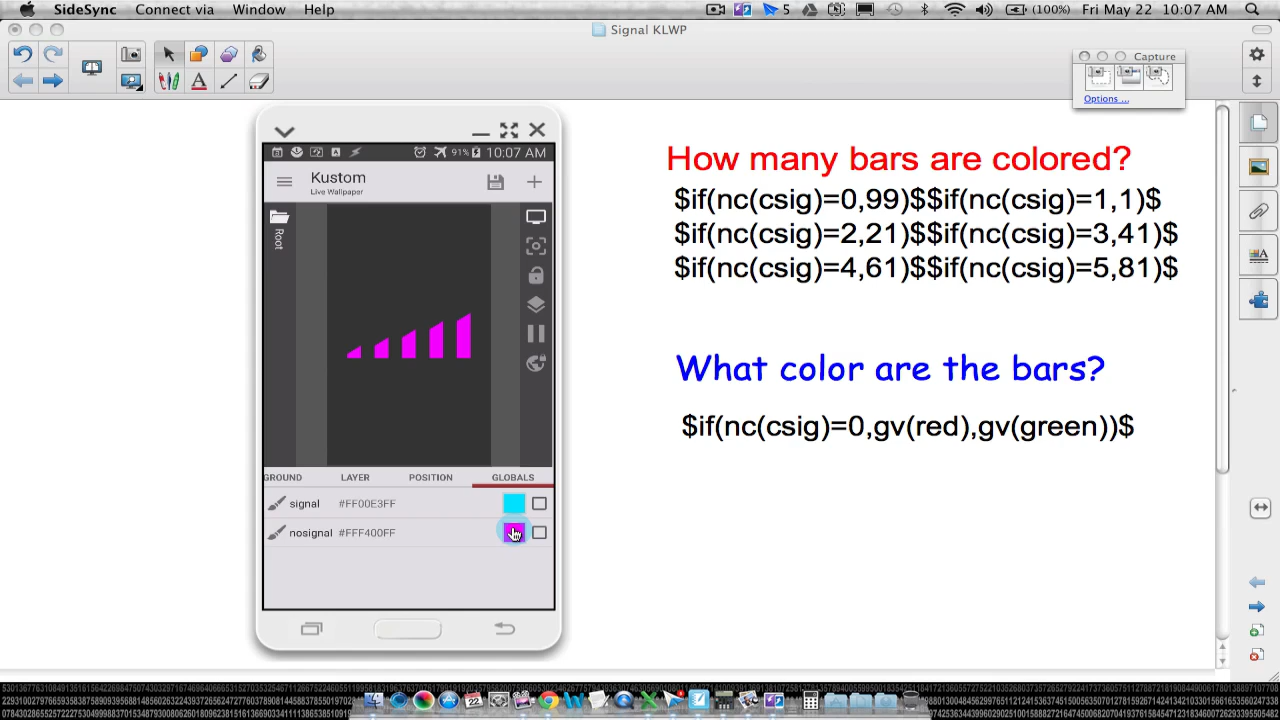 SideSync Connect via Window Help
5 (100%) Fri May 22 10:07 AM
Signal KLWP
Capture
Options ...
91% 10:07 AM
Kustom
Live Wallpaper
Root
GROUND LAYER POSITION GLOBALS
signal #FF00E3FF
nosignal #FFF400FF
How many bars are colored?
$if(nc(csig)=0,99)$$if(nc(csig)=1,1)$
$if(nc(csig)=2,21)$$if(nc(csig)=3,41)$
$if(nc(csig)=4,61)$$if(nc(csig)=5,81)$
What color are the bars?
$if(nc(csig)=0,gv(red),gv(green))$